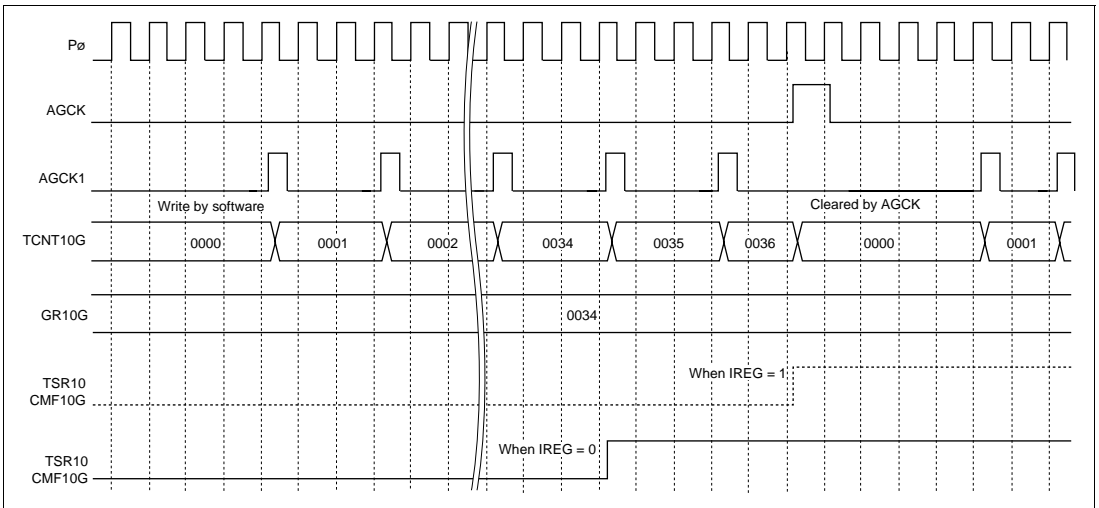 Pø
AGCK
AGCK1
Write by software
Cleared by AGCK
TCNT10G
0000
0001
0002
0034
0035
0036
0000
0001
GR10G
0034
When IREG = 1
TSR10
CMF10G
When IREG = 0
TSR10
CMF10G